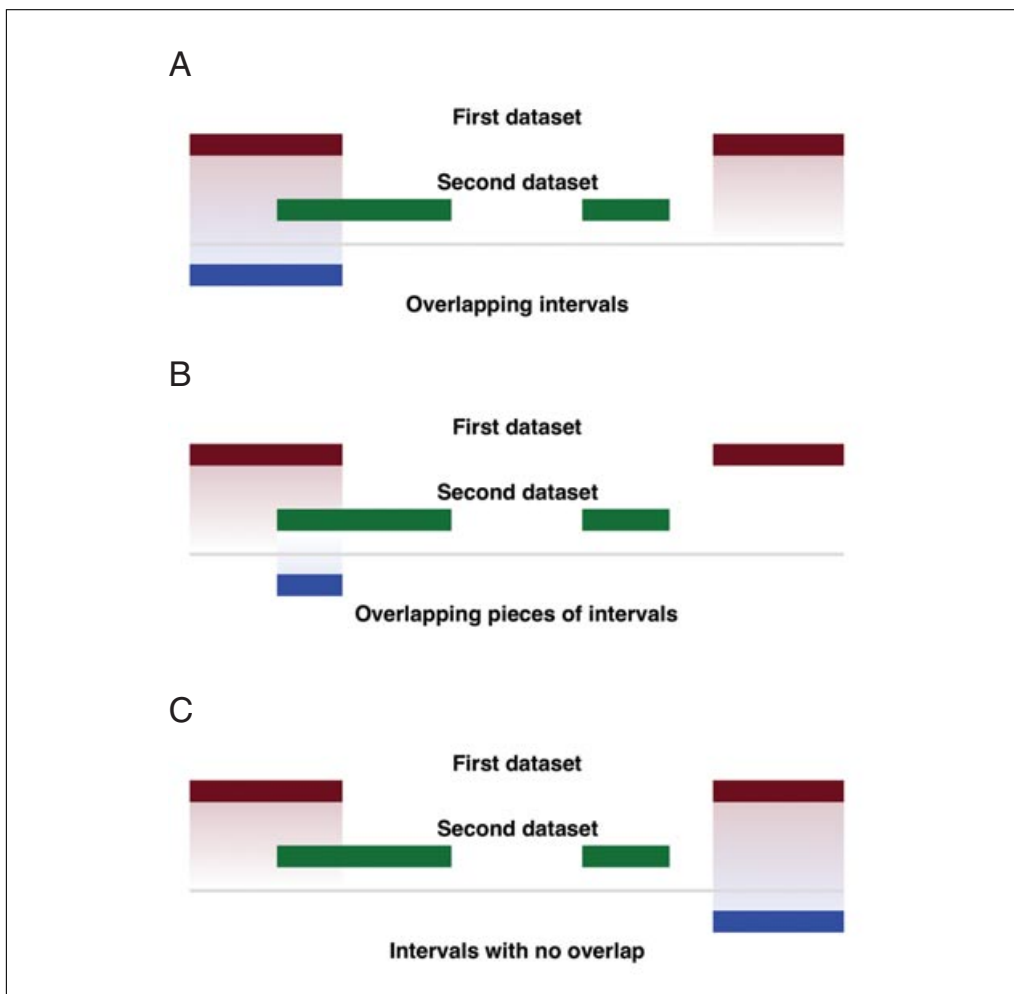 A
First dataset
Second dataset
Overlapping intervals
B
First dataset
Second dataset
Overlapping pieces of intervals
C
First dataset
Second dataset
Intervals with no overlap